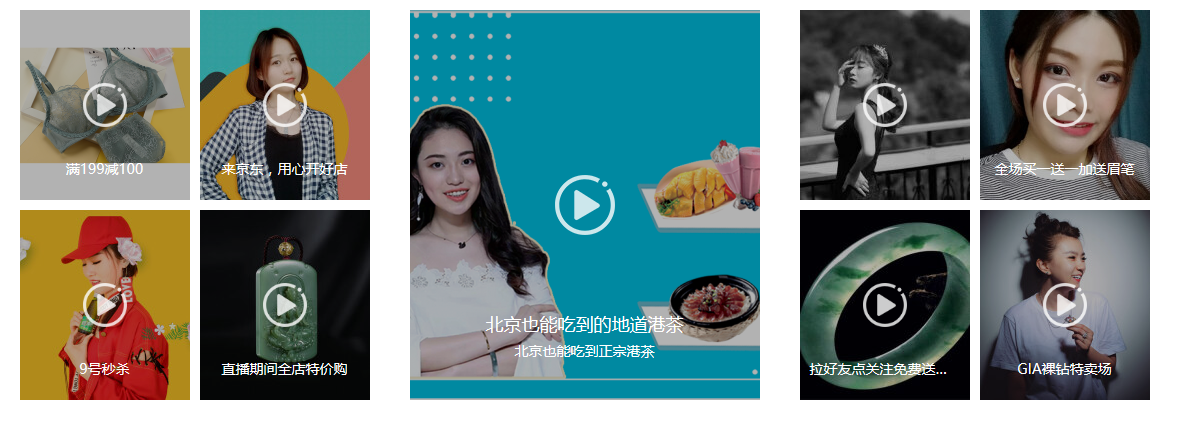 满199减100
来京东，用心开好店
9号秒杀
直播期间全店特价购
北京也能吃到的地道港茶
北京也能吃到正宗港茶
全场买一送一加送眉笔
拉好友点关注免费送...
GIA裸钻特卖场